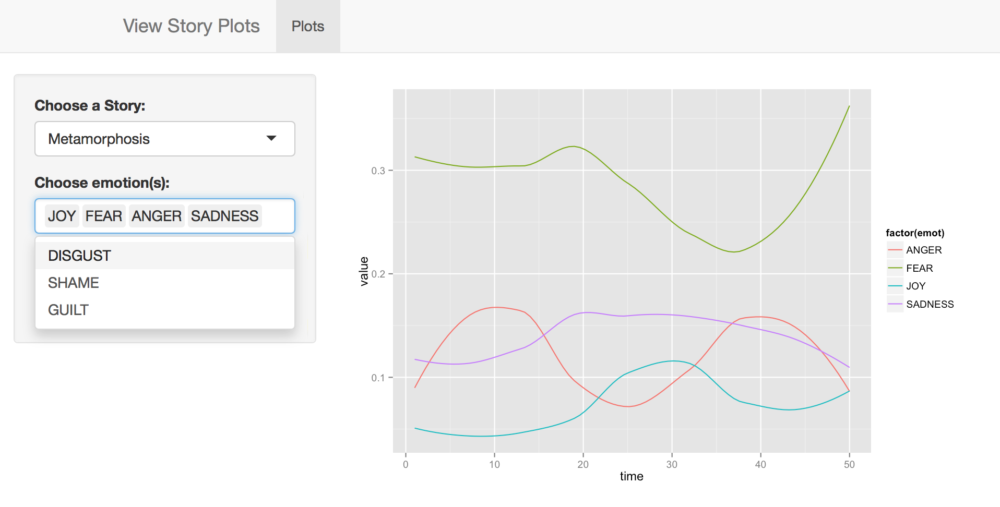 View Story Plots Plots
Choose a Story:
Metamorphosis
Choose emotion(s):
JOY FEAR ANGER SADNESS
DISGUST
SHAME
GUILT
value
0.3
0.2
0.1
0 10 20 30 40 50
time
factor(emot)
ANGER
FEAR
JOY
SADNESS